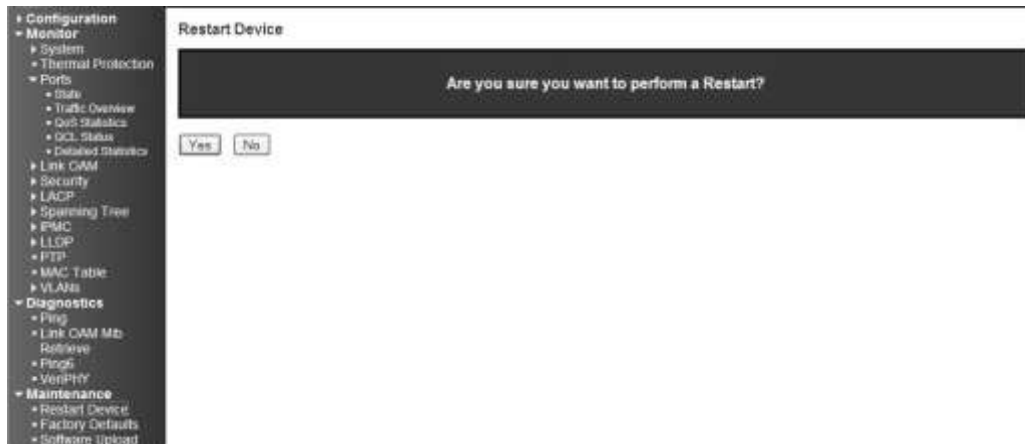 Configuration
Monitor
System
Thermal Protection
Ports
State
Traffic Overview
QoS Statistics
QCL Status
Detailed Statistics
Link OAM
Security
LACP
Spanning Tree
IPMC
LLDP
PTP
MAC Table
VLANs
Diagnostics
Ping
Link OAM Mib
Retrieve
Ping6
VeriPHY
Maintenance
Restart Device
Factory Defaults
Software Upload
Restart Device
Are you sure you want to perform a Restart?
Yes No